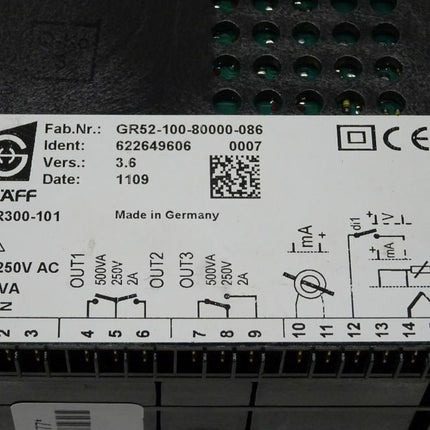 Fab.Nr.: GR52-100-80000-086
Ident: 622649606 0007
Vers.: 3.6
Date: 1109
ÄFF
R300-101 Made in Germany
250V AC
VA
OUT1
500VA
250V
2A
OUT2
OUT3
500VA
250V
2A
mA
- +
di1
+ V
mA
CE
2 3 4 5 6 7 8 9 10 11 12 13 14